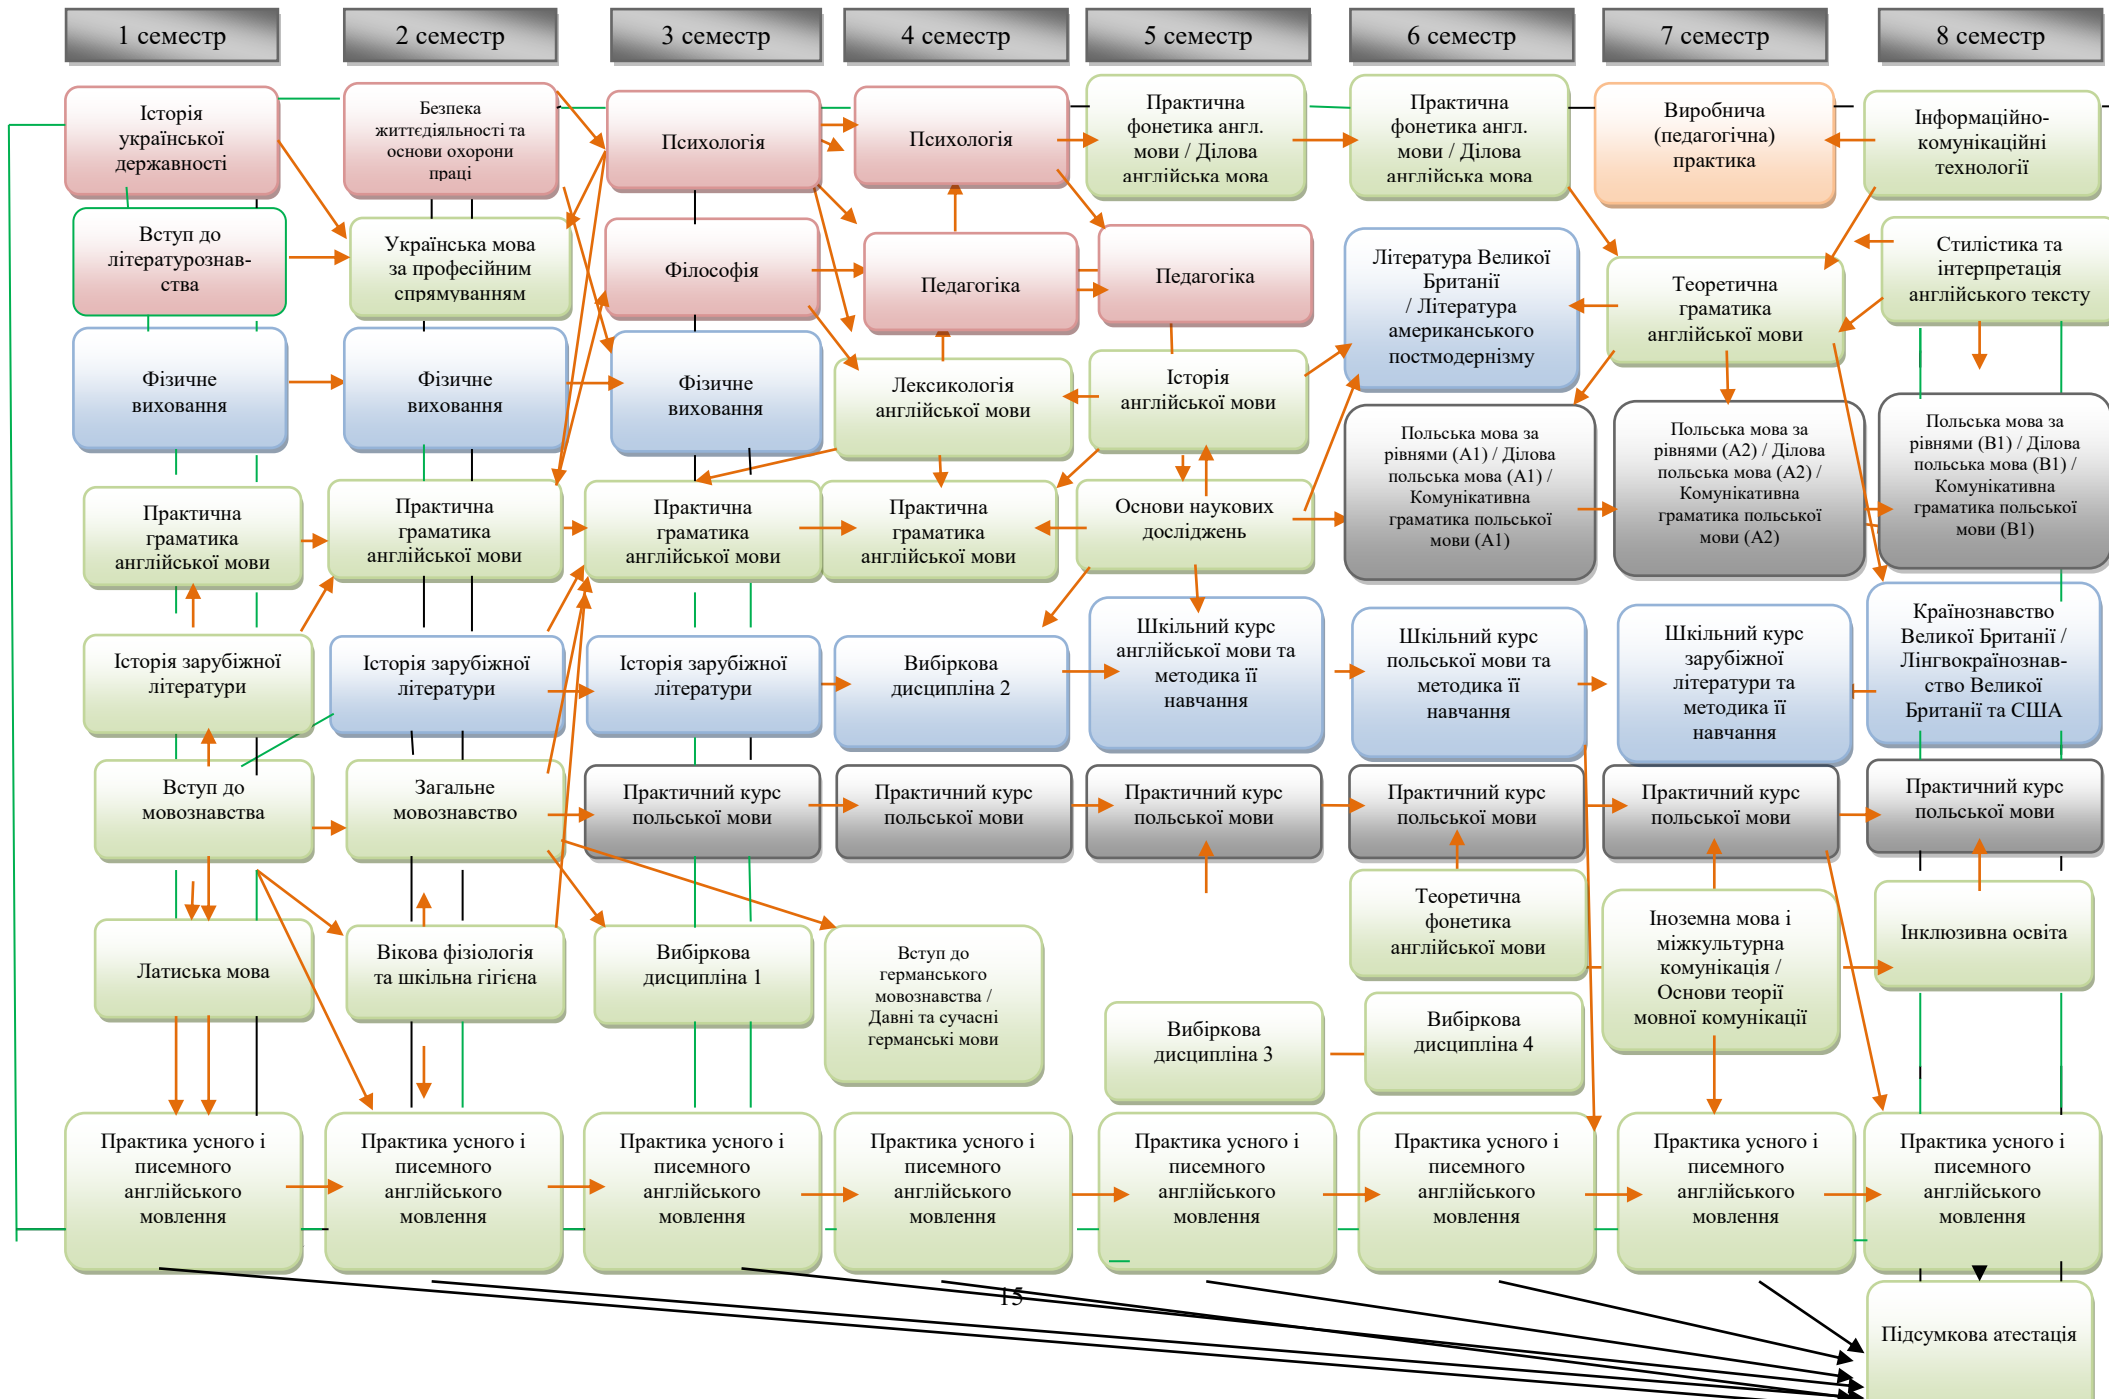 1 семестр
2 семестр
3 семестр
4 семестр
5 семестр
6 семестр
7 семестр
8 семестр
Історія
української
державності
Безпека
життєдіяльності та
основи охорони
праці
Психологія
Психологія
Практична
фонетика англ.
мови / Ділова
англійська мова
Практична
фонетика англ.
мови / Ділова
англійська мова
Виробнича
(педагогічна)
практика
Інформаційно-
комунікаційні
технології
Вступ до
літературознав-
ства
Українська мова
за професійним
спрямуванням
Філософія
Педагогіка
Педагогіка
Література Великої
Британії
/ Література
американського
постмодернізму
Теоретична
граматика
англійської мови
Стилістика та
інтерпретація
англійського тексту
Фізичне
виховання
Фізичне
виховання
Фізичне
виховання
Лексикологія
англійської мови
Історія
англійської мови
Польська мова за
рівнями (А1) / Ділова
польська мова (А1) /
Комунікативна
граматика польської
мови (А1)
Польська мова за
рівнями (А2) / Ділова
польська мова (А2) /
Комунікативна
граматика польської
мови (А2)
Польська мова за
рівнями (В1) / Ділова
польська мова (В1) /
Комунікативна
граматика польської
мови (В1)
Практична
граматика
англійської мови
Практична
граматика
англійської мови
Практична
граматика
англійської мови
Практична
граматика
англійської мови
Основи наукових
досліджень
Історія зарубіжної
літератури
Історія зарубіжної
літератури
Історія зарубіжної
літератури
Вибіркова
дисципліна 2
Шкільний курс
англійської мови та
методика її
навчання
Шкільний курс
польської мови та
методика її
навчання
Шкільний курс
зарубіжної
літератури та
методика її
навчання
Країнознавство
Великої Британії /
Лінгвокраїнознав-
ство Великої
Британії та США
Вступ до
мовознавства
Загальне
мовознавство
Практичний курс
польської мови
Практичний курс
польської мови
Практичний курс
польської мови
Практичний курс
польської мови
Практичний курс
польської мови
Практичний курс
польської мови
Латиська мова
Вікова фізіологія
та шкільна гігієна
Вибіркова
дисципліна 1
Вступ до
германського
мовознавства /
Давні та сучасні
германські мови
Вибіркова
дисципліна 3
Теоретична
фонетика
англійської мови
Вибіркова
дисципліна 4
Іноземна мова і
міжкультурна
комунікація /
Основи теорії
мовної комунікації
Інклюзивна освіта
Практика усного і
писемного
англійського
мовлення
Практика усного і
писемного
англійського
мовлення
Практика усного і
писемного
англійського
мовлення
Практика усного і
писемного
англійського
мовлення
Практика усного і
писемного
англійського
мовлення
Практика усного і
писемного
англійського
мовлення
Практика усного і
писемного
англійського
мовлення
Практика усного і
писемного
англійського
мовлення
15
Підсумкова атестація